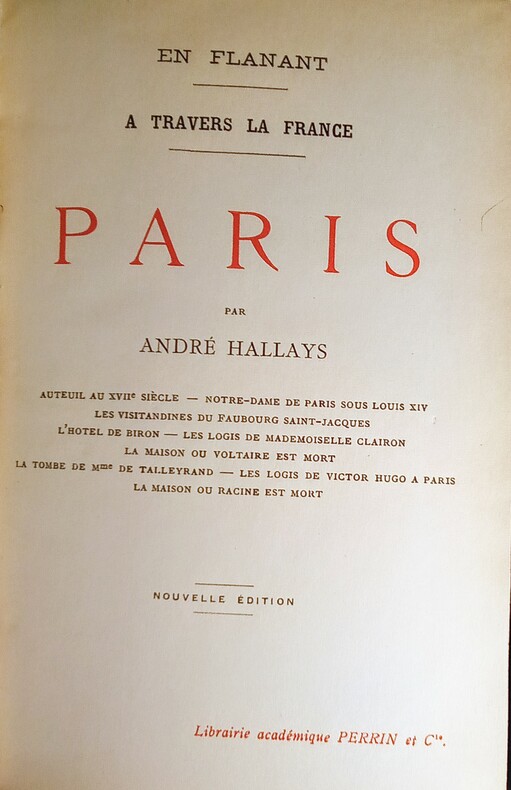 EN FLANANT
A TRAVERS LA FRANCE
PARIS
PAR
ANDRÉ HALLAYS
AUTEUIL AU XVIIe SIÈCLE — NOTRE-DAME DE PARIS SOUS LOUIS XIV
LES VISITANDINES DU FAUBOURG SAINT-JACQUES
L'HOTEL DE BIRON — LES LOGIS DE MADEMOISELLE CLAIRON
LA MAISON OU VOLTAIRE EST MORT
LA TOMBE DE Mme DE TALLEYRAND — LES LOGIS DE VICTOR HUGO A PARIS
LA MAISON OU RACINE EST MORT
NOUVELLE ÉDITION
Librairie académique PERRIN et Cie.